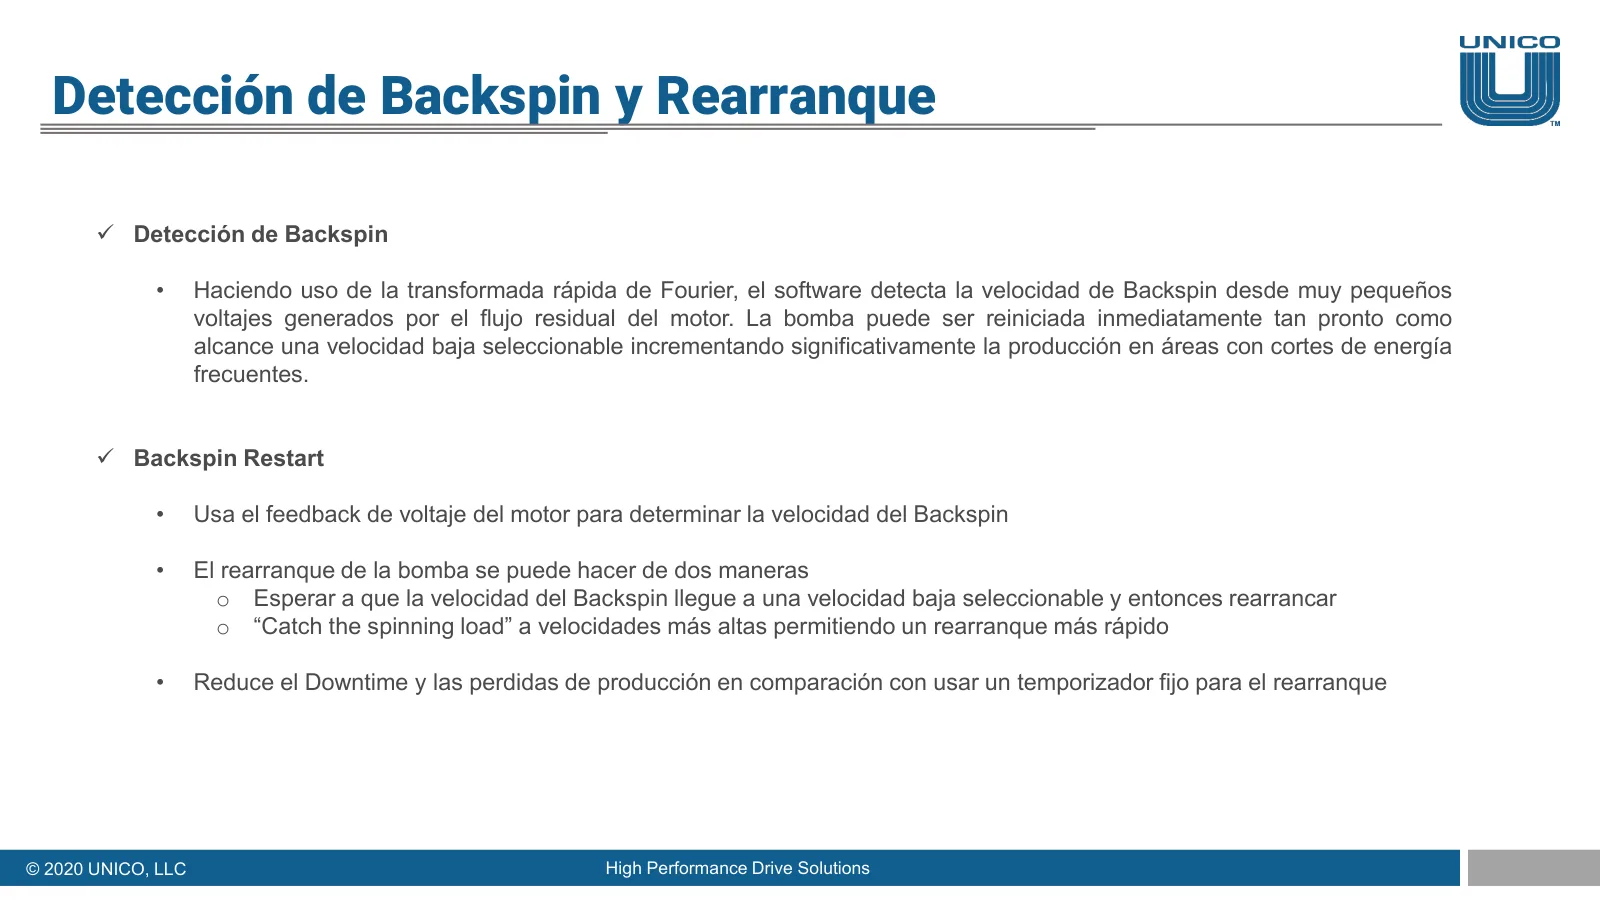 UNICO
TM
Detección de Backspin y Rearranque
✓ Detección de Backspin
• Haciendo uso de la transformada rápida de Fourier, el software detecta la velocidad de Backspin desde muy pequeños
voltajes generados por el flujo residual del motor. La bomba puede ser reiniciada inmediatamente tan pronto como
alcance una velocidad baja seleccionable incrementando significativamente la producción en áreas con cortes de energía
frecuentes.
✓ Backspin Restart
• Usa el feedback de voltaje del motor para determinar la velocidad del Backspin
• El rearranque de la bomba se puede hacer de dos maneras
o Esperar a que la velocidad del Backspin llegue a una velocidad baja seleccionable y entonces rearrancar
o “Catch the spinning load” a velocidades más altas permitiendo un rearranque más rápido
• Reduce el Downtime y las perdidas de producción en comparación con usar un temporizador fijo para el rearranque
© 2020 UNICO, LLC
High Performance Drive Solutions